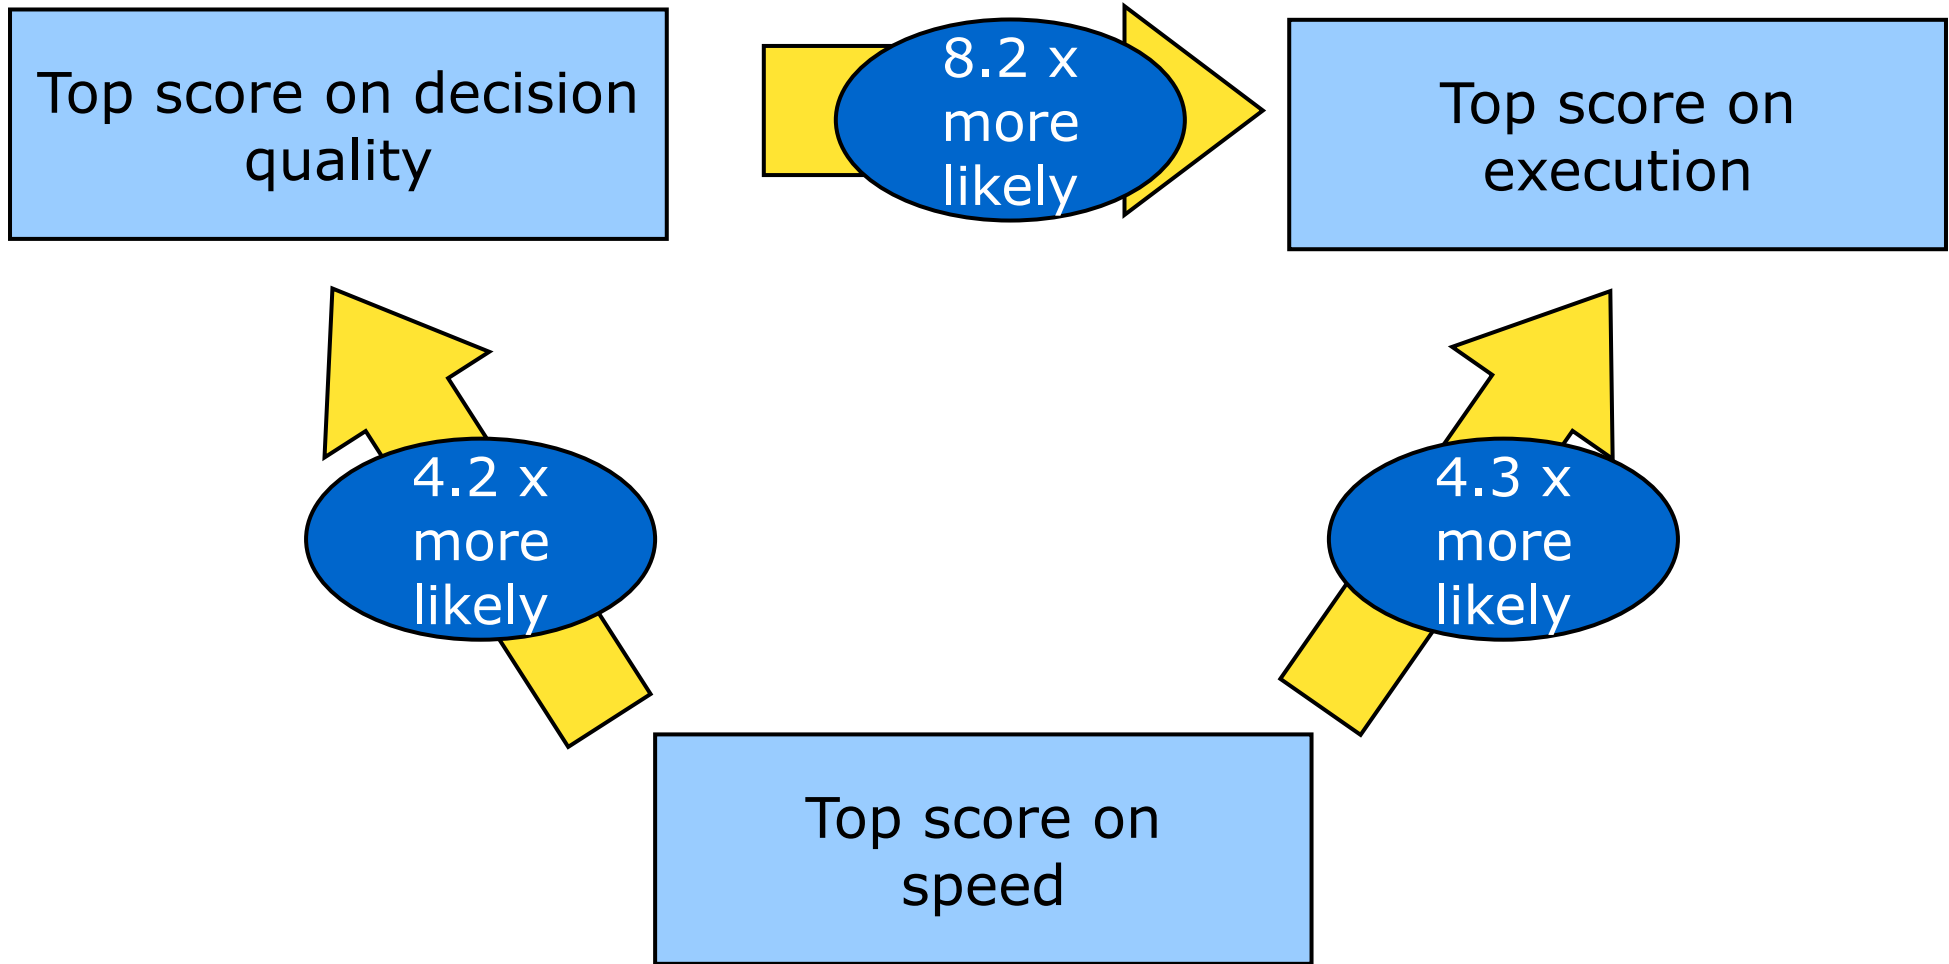 Top score on decision
quality
8.2 x
more
likely
Top score on
execution
4.2 x
more
likely
4.3 x
more
likely
Top score on
speed